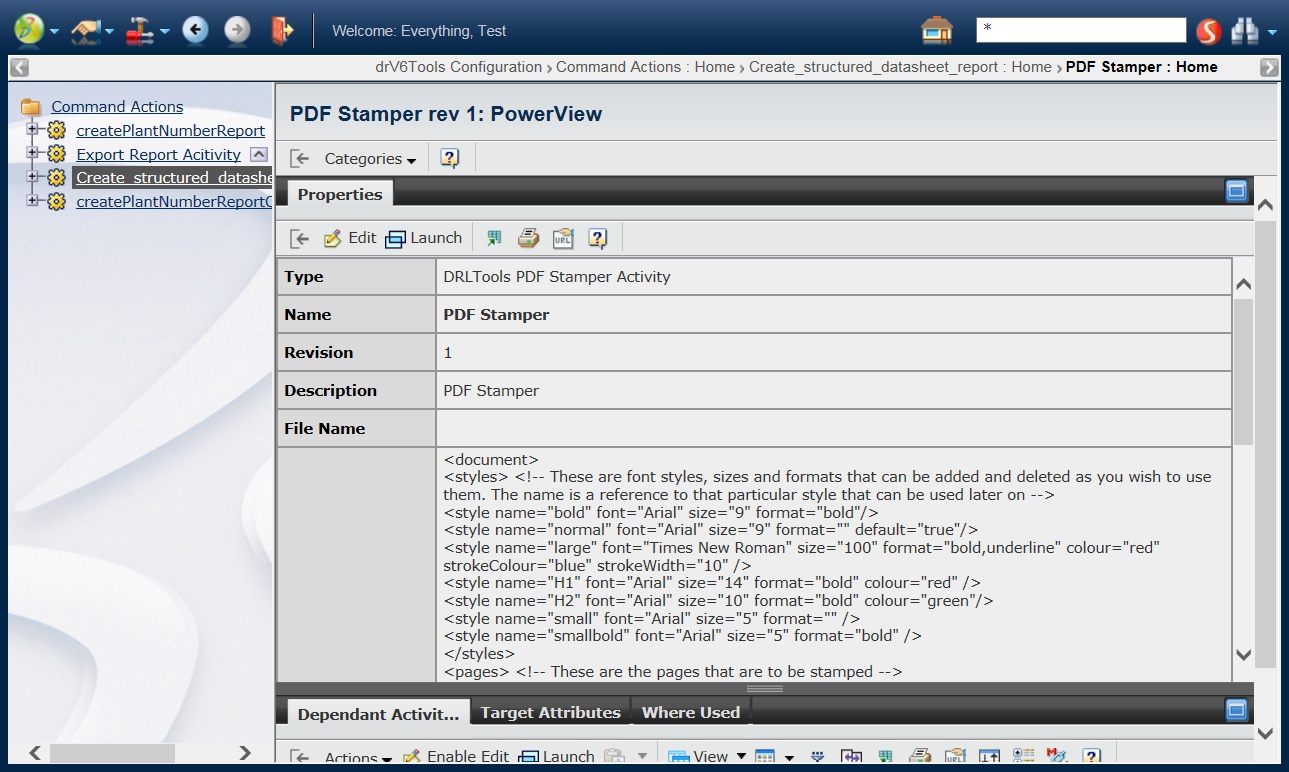 Welcome: Everything, Test
*
drV6Tools Configuration › Command Actions : Home › Create_structured_datasheet_report : Home › PDF Stamper : Home
Command Actions
createPlantNumberReport
Export Report Acitivity
Create_structured_datashe
createPlantNumberReportC
PDF Stamper rev 1: PowerView
Categories
Properties
Edit Launch
Type DRLTools PDF Stamper Activity
Name PDF Stamper
Revision 1
Description PDF Stamper
File Name
<document>
<styles> <!-- These are font styles, sizes and formats that can be added and deleted as you wish to use
them. The name is a reference to that particular style that can be used later on -->
<style name="bold" font="Arial" size="9" format="bold"/>
<style name="normal" font="Arial" size="9" format="" default="true"/>
<style name="large" font="Times New Roman" size="100" format="bold,underline" colour="red"
strokeColour="blue" strokeWidth="10" />
<style name="H1" font="Arial" size="14" format="bold" colour="red" />
<style name="H2" font="Arial" size="10" format="bold" colour="green"/>
<style name="small" font="Arial" size="5" format="" />
<style name="smallbold" font="Arial" size="5" format="bold" />
</styles>
<pages> <!-- These are the pages that are to be stamped -->
Dependant Activit... Target Attributes Where Used
Actions Enable Edit Launch View